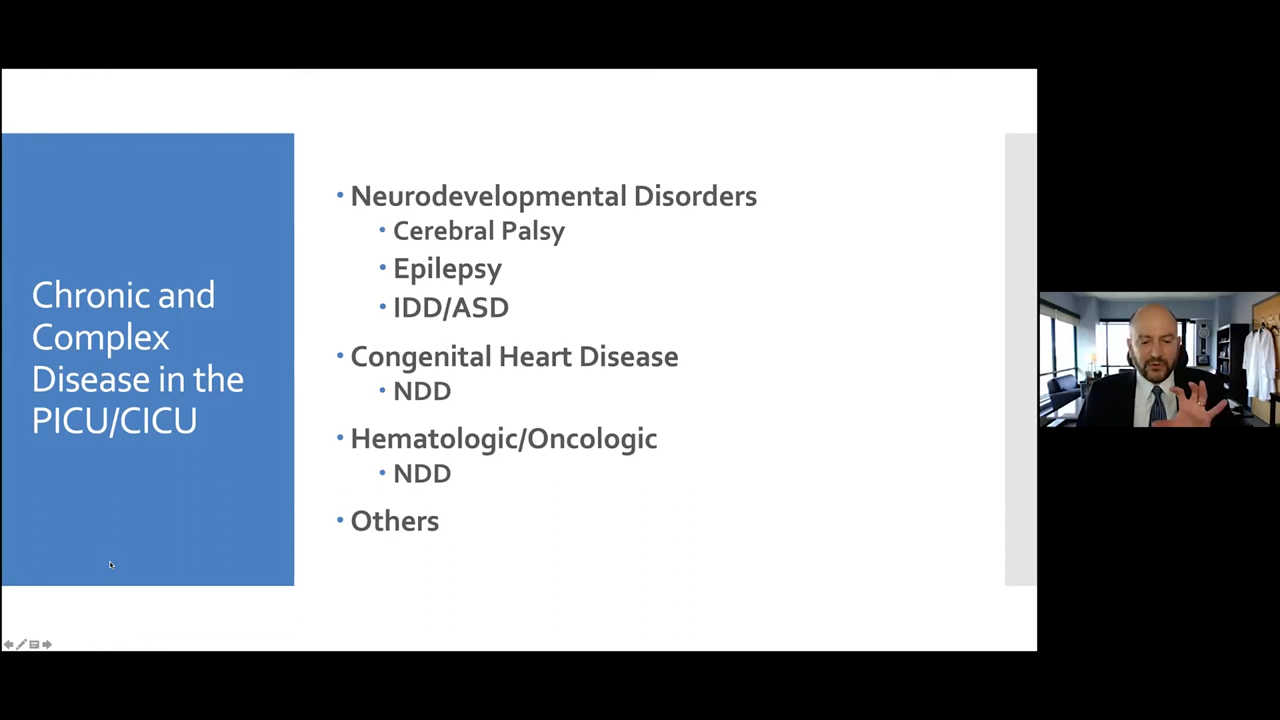 Chronic and
Complex
Disease in the
PICU/CICU
• Neurodevelopmental Disorders
• Cerebral Palsy
• Epilepsy
• IDD/ASD
• Congenital Heart Disease
• NDD
• Hematologic/Oncologic
• NDD
• Others